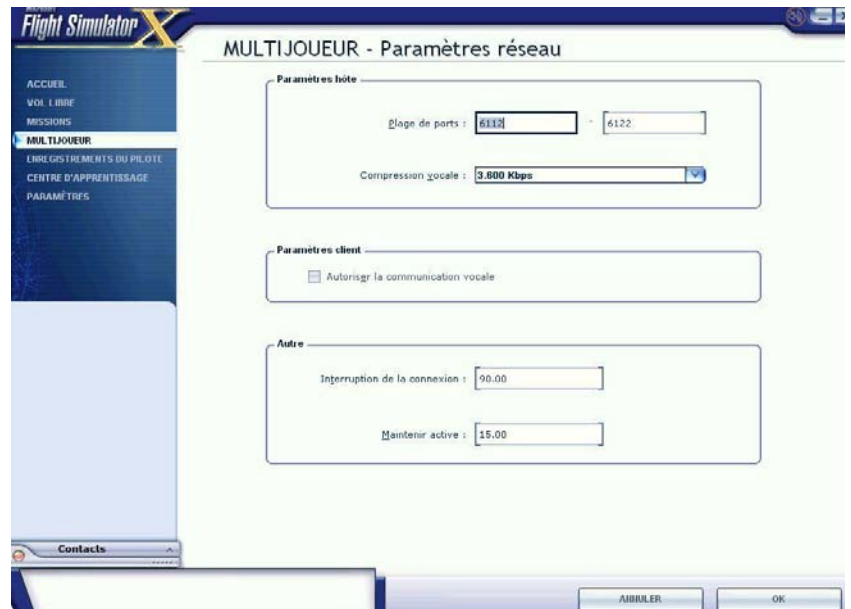 Microsoft
Flight Simulator X
MULTIJOUEUR - Paramètres réseau
ACCUEIL
VOL LIBRE
MISSIONS
MULTIJOUEUR
ENREGISTREMENTS DU PILOTE
CENTRE D'APPRENTISSAGE
PARAMÈTRES
Paramètres hôte
Plage de ports : 6112 - 6122
Compression vocale : 3.600 Kbps
Paramètres client
Autoriser la communication vocale
Autre
Interruption de la connexion : 90.00
Maintenir active : 15.00
Contacts
ANNULER OK